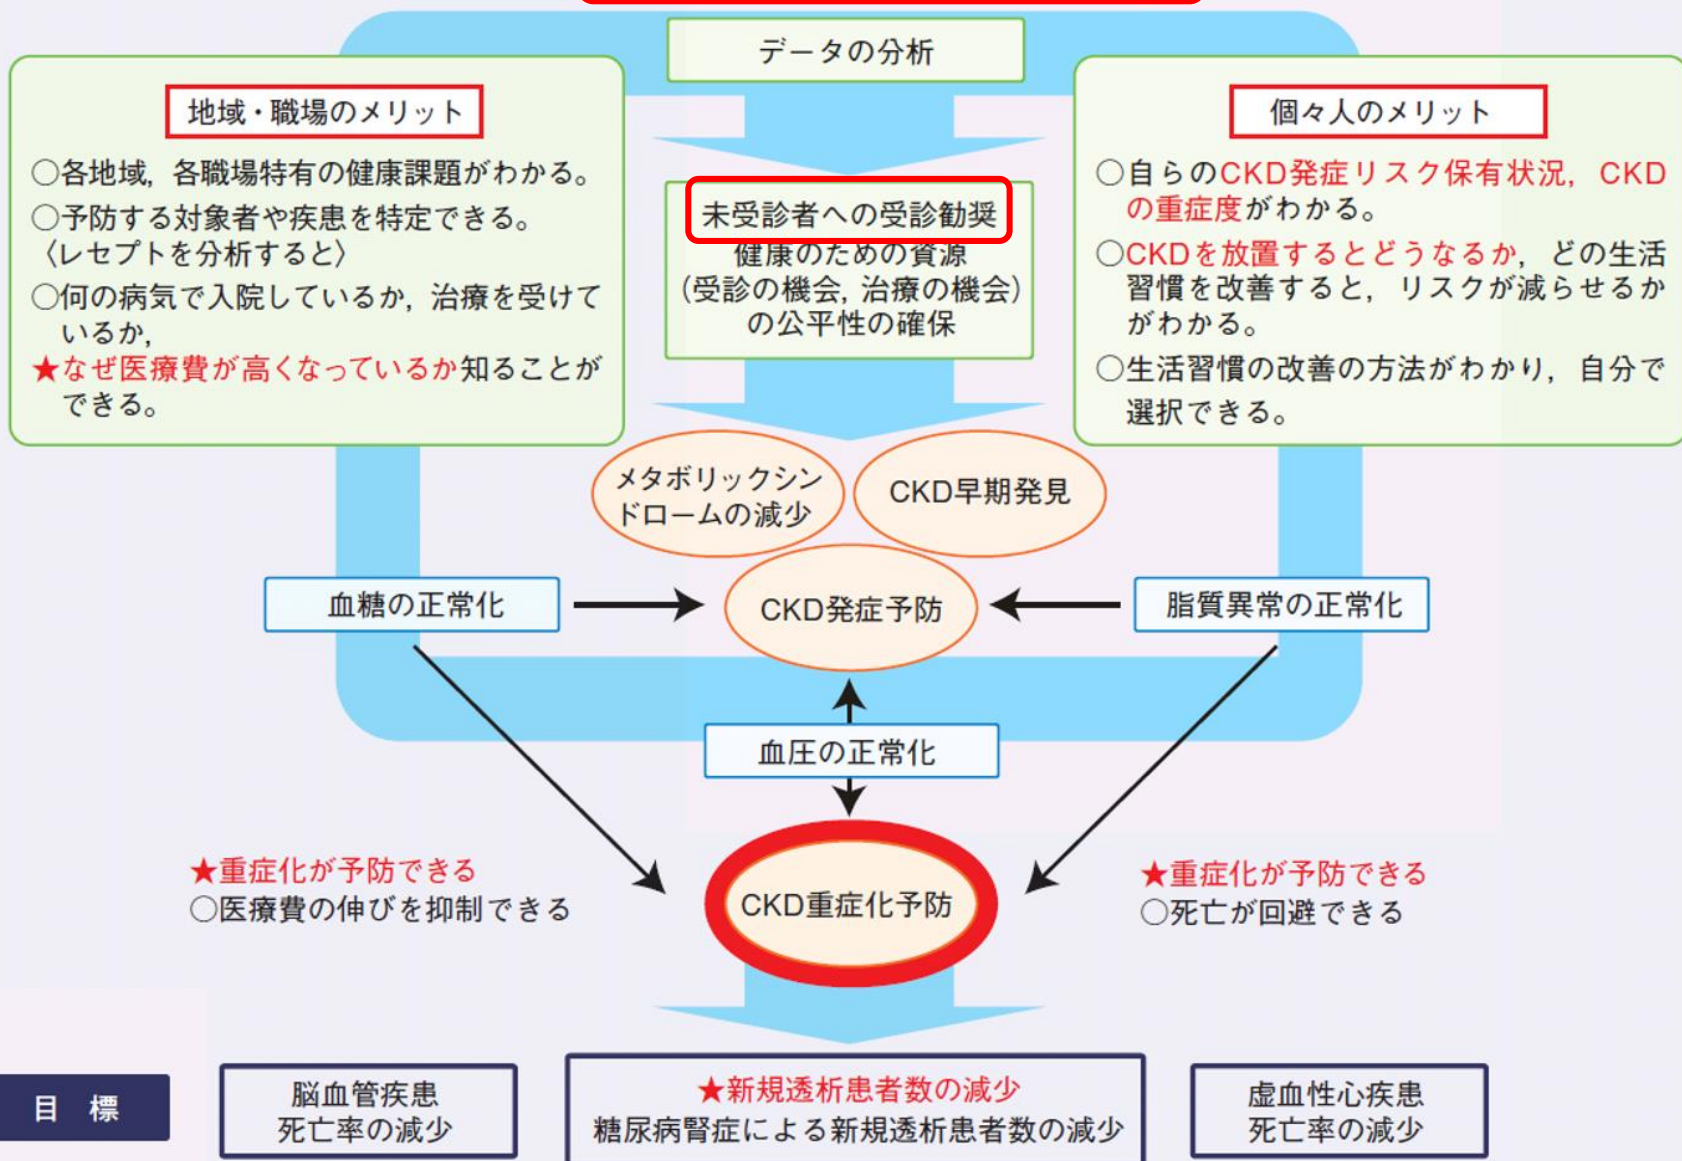 データの分析
地域・職場のメリット
○各地域，各職場特有の健康課題がわかる。
○予防する対象者や疾患を特定できる。
〈レセプトを分析すると〉
○何の病気で入院しているか，治療を受けて
いるか，
★なぜ医療費が高くなっているか知ることが
できる。
未受診者への受診勧奨
健康のための資源
(受診の機会，治療の機会)
の公平性の確保
個々人のメリット
○自らのCKD発症リスク保有状況，CKD
の重症度がわかる。
○CKDを放置するとどうなるか，どの生活
習慣を改善すると，リスクが減らせるか
がわかる。
○生活習慣の改善の方法がわかり，自分で
選択できる。
メタボリックシン
ドロームの減少
CKD早期発見
血糖の正常化
CKD発症予防
脂質異常の正常化
血圧の正常化
★重症化が予防できる
○医療費の伸びを抑制できる
CKD重症化予防
★重症化が予防できる
○死亡が回避できる
目 標
脳血管疾患
死亡率の減少
★新規透析患者数の減少
糖尿病腎症による新規透析患者数の減少
虚血性心疾患
死亡率の減少